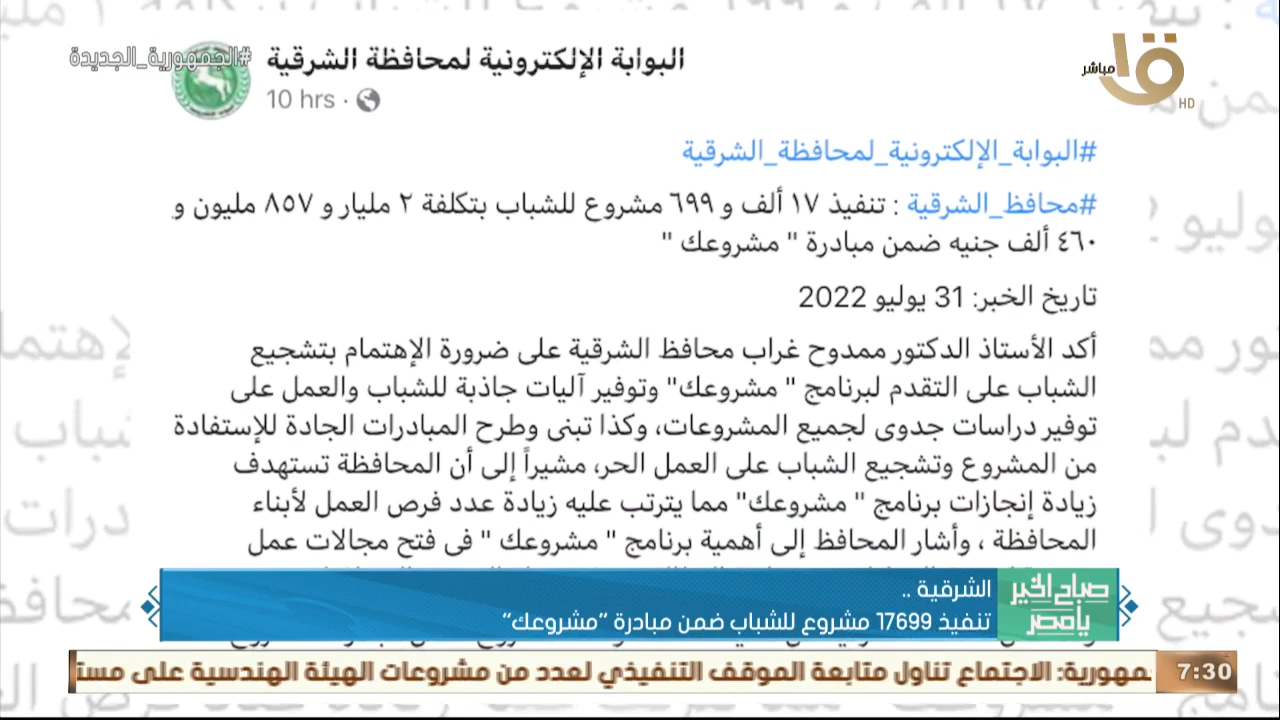 #الجمهورية_الجديدة
البوابة الإلكترونية لمحافظة الشرقية
10 hrs ·
مباشر
HD
#البوابة_الإلكترونية_لمحافظة_الشرقية
#محافظ_الشرقية : تنفيذ ١٧ ألف و ٦٩٩ مشروع للشباب بتكلفة ٢ مليار و ٨٥٧ مليون و
٤٦٠ ألف جنيه ضمن مبادرة " مشروعك "
تاريخ الخبر: 31 يوليو 2022
أكد الأستاذ الدكتور ممدوح غراب محافظ الشرقية على ضرورة الإهتمام بتشجيع
الشباب على التقدم لبرنامج " مشروعك" وتوفير آليات جاذبة للشباب والعمل على
توفير دراسات جدوى لجميع المشروعات، وكذا تبنى وطرح المبادرات الجادة للإستفادة
من المشروع وتشجيع الشباب على العمل الحر، مشيراً إلى أن المحافظة تستهدف
زيادة إنجازات برنامج " مشروعك" مما يترتب عليه زيادة عدد فرص العمل لأبناء
المحافظة ، وأشار المحافظ إلى أهمية برنامج " مشروعك " فى فتح مجالات عمل
صباح الخير
يا مصر
الشرقية ..
تنفيذ 17699 مشروع للشباب ضمن مبادرة “مشروعك”
7:30
جمهورية: الاجتماع تناول متابعة الموقف التنفيذي لعدد من مشروعات الهيئة الهندسية على مست